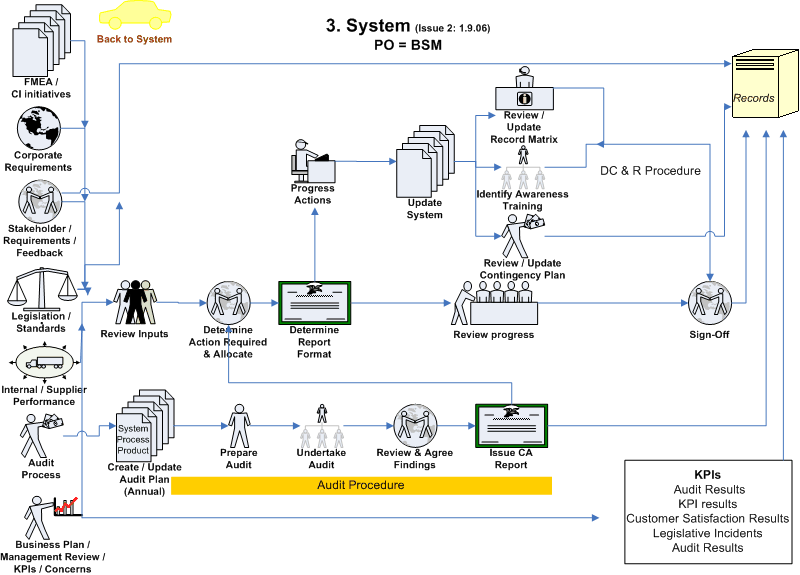 3. System (Issue 2: 1.9.06)
PO = BSM
Back to System
FMEA /
CI initiatives
Corporate
Requirements
Stakeholder /
Requirements /
Feedback
Legislation /
Standards
Internal / Supplier
Performance
Audit
Process
Business Plan /
Management Review /
KPIs / Concerns
Review Inputs
Determine
Action Required
& Allocate
Determine
Report
Format
Progress
Actions
Update
System
Review /
Update
Record Matrix
Identify Awareness
Training
Review / Update
Contingency Plan
DC & R Procedure
Records
Review progress
Sign-Off
System
Process
Product
Create / Update
Audit Plan
(Annual)
Prepare
Audit
Undertake
Audit
Review & Agree
Findings
Issue CA
Report
Audit Procedure
KPIs
Audit Results
KPI results
Customer Satisfaction Results
Legislative Incidents
Audit Results